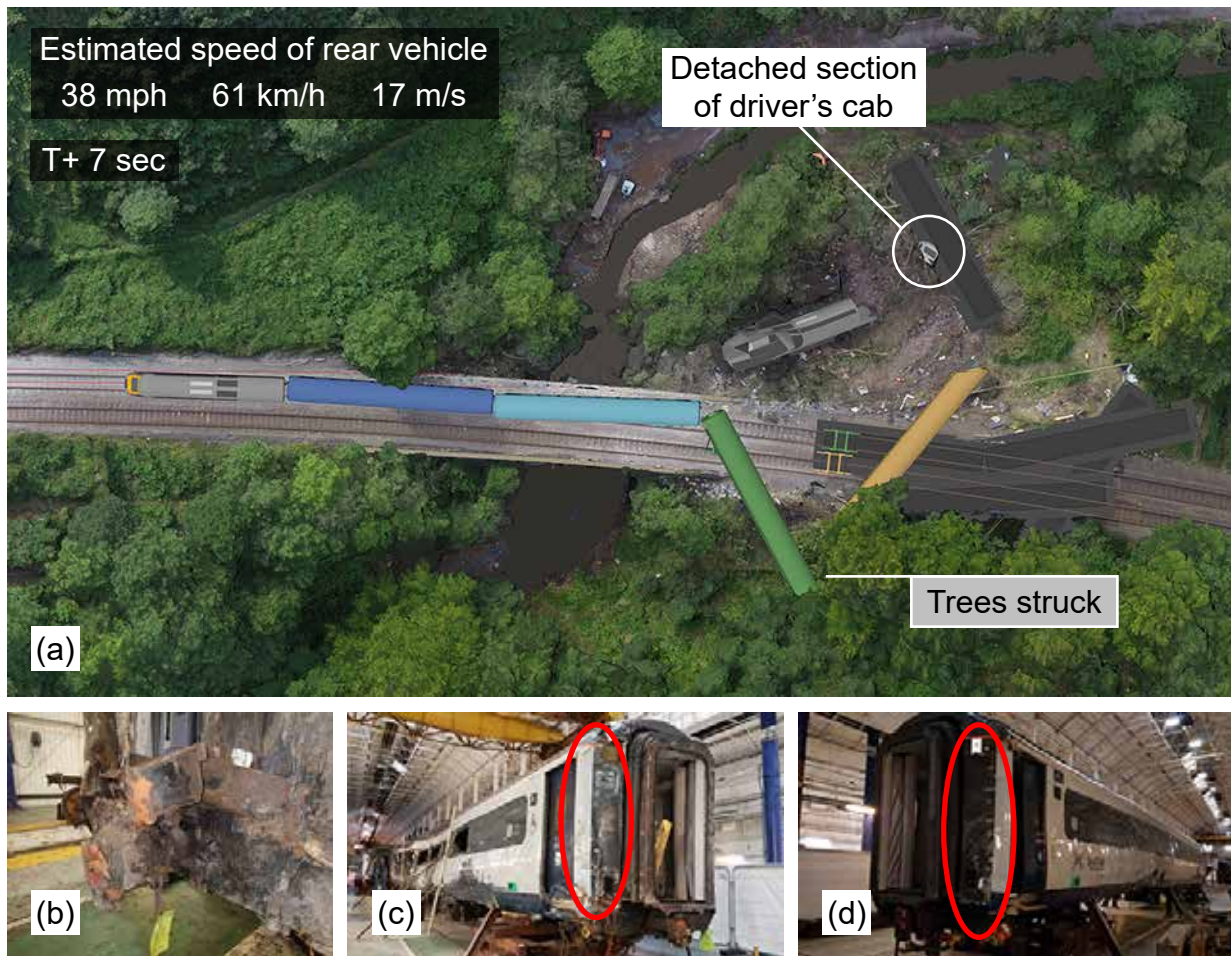 Estimated speed of rear vehicle
38 mph 61 km/h 17 m/s
T+ 7 sec
Detached section
of driver's cab
Trees struck
(a)
(b)
(c)
(d)